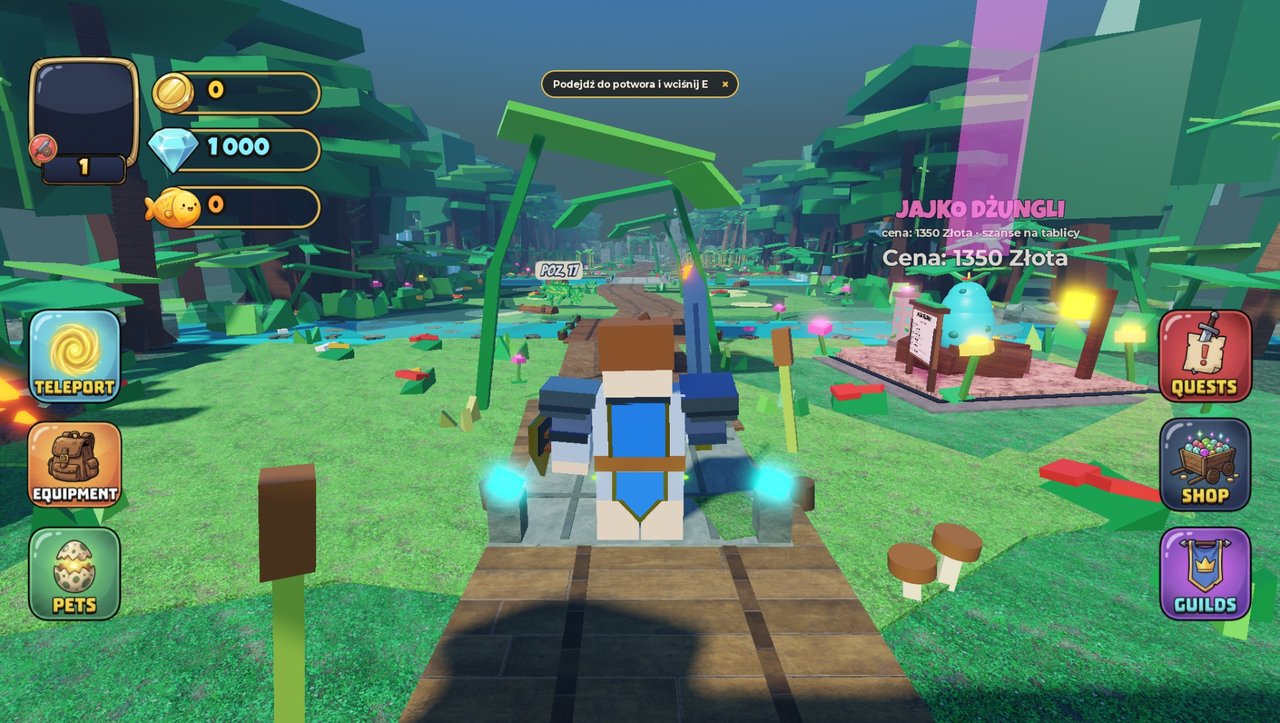 0
1000
0
1
Podejdź do potwora i wciśnij E ×
POZ. 17
JAJKO DŻUNGLI
cena: 1350 Złota · szanse na tablicy
Cena: 1350 Złota
TELEPORT
EQUIPMENT
PETS
QUESTS
SHOP
GUILDS